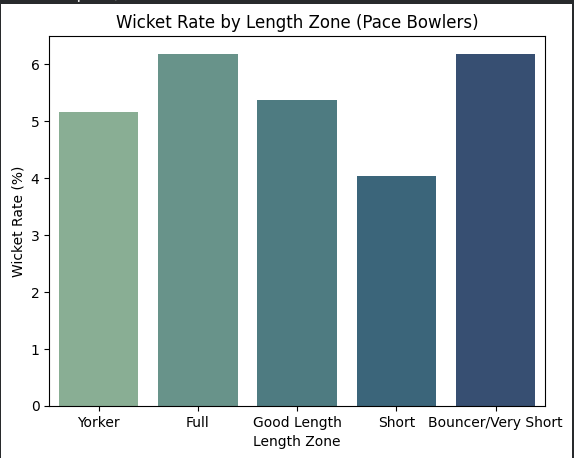 Wicket Rate by Length Zone (Pace Bowlers)
Wicket Rate (%)
6
5
4
3
2
1
0
Yorker Full Good Length Short Bouncer/Very Short
Length Zone